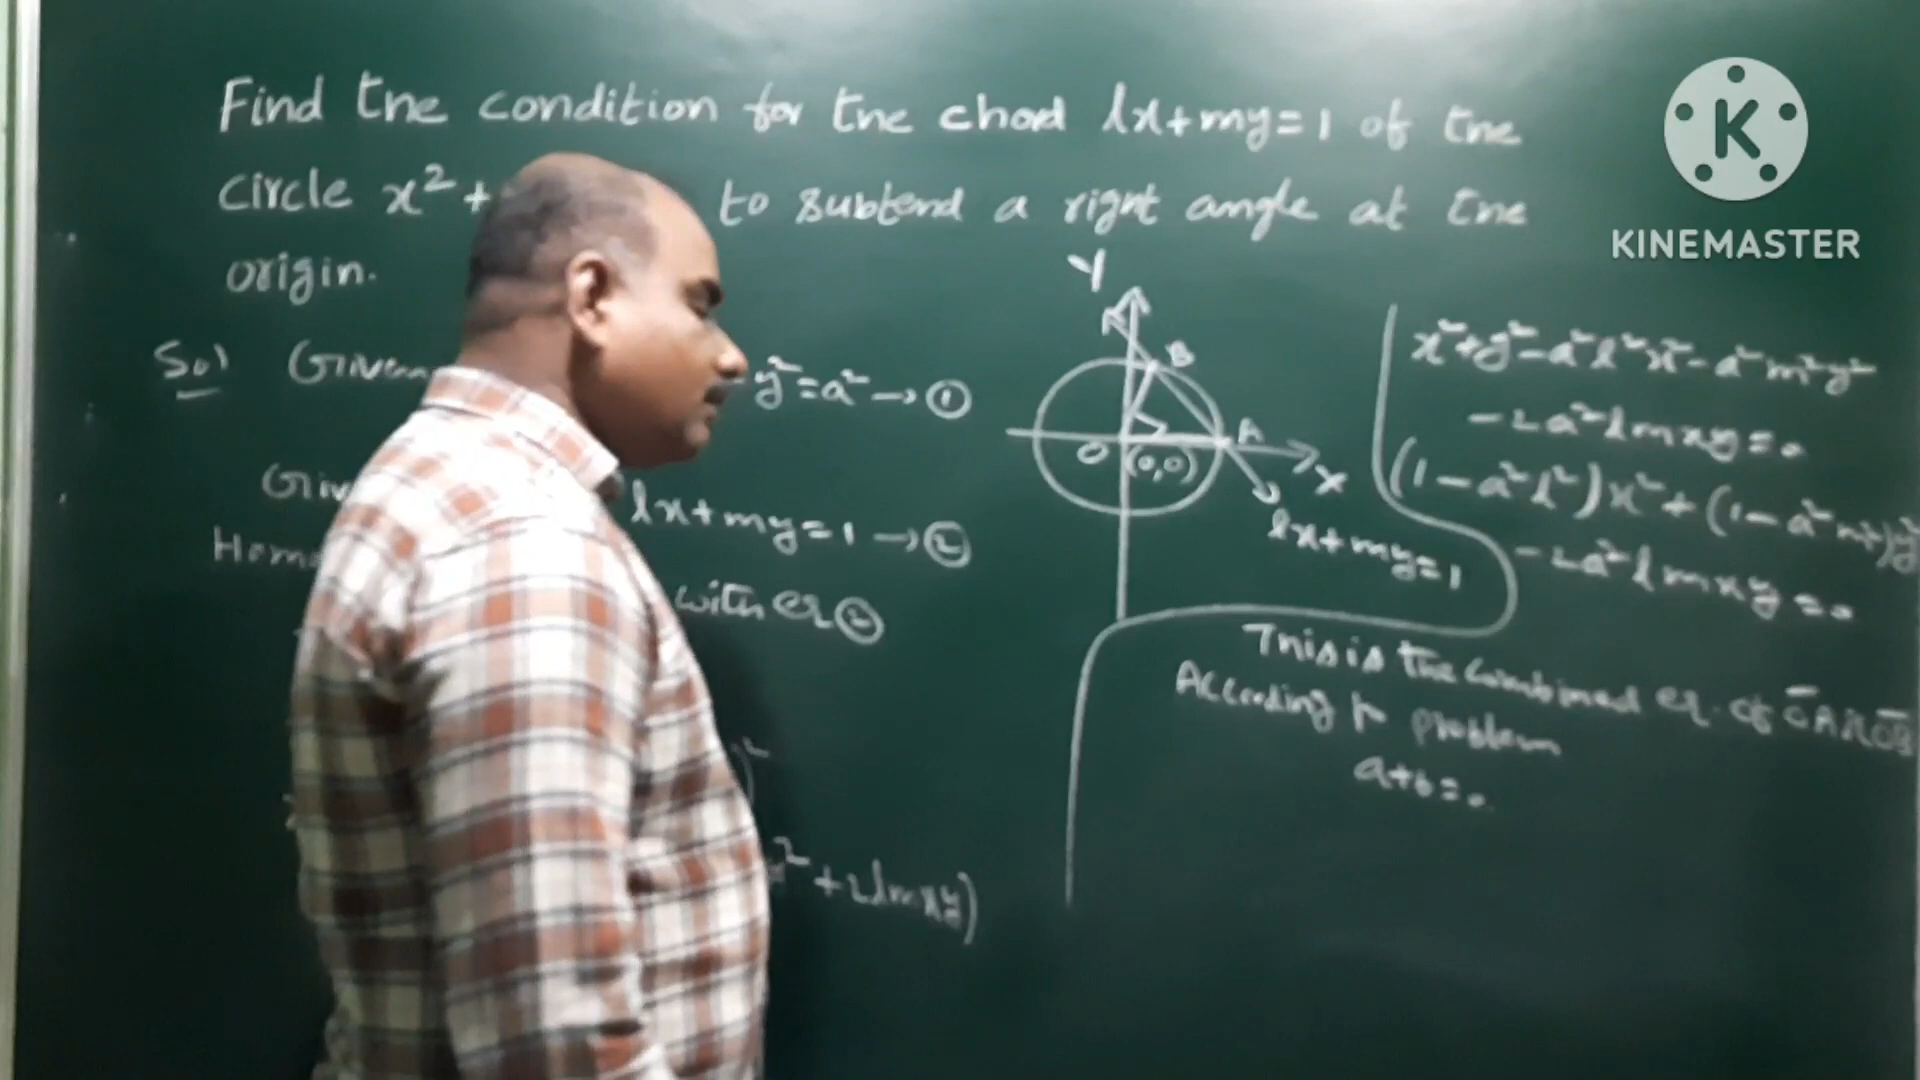 Find the condition for the chord lx+my=1 of the
circle x²+ to subtend a right angle at the
origin.
Sol Given y²=a² → ①
lx+my=1 → ②
with eq ②
)²
² + 2lmxy)
Y
B
A
O (0,0)
X
lx+my=1
x²+y²-a²l²x²-a²m²y²
-2a²lmxy=0
(1-a²l²)x²+(1-a²m²)y²
-2a²lmxy=0
This is the combined eq. of OA & OB
According to problem
a+b=0
K
KINEMASTER